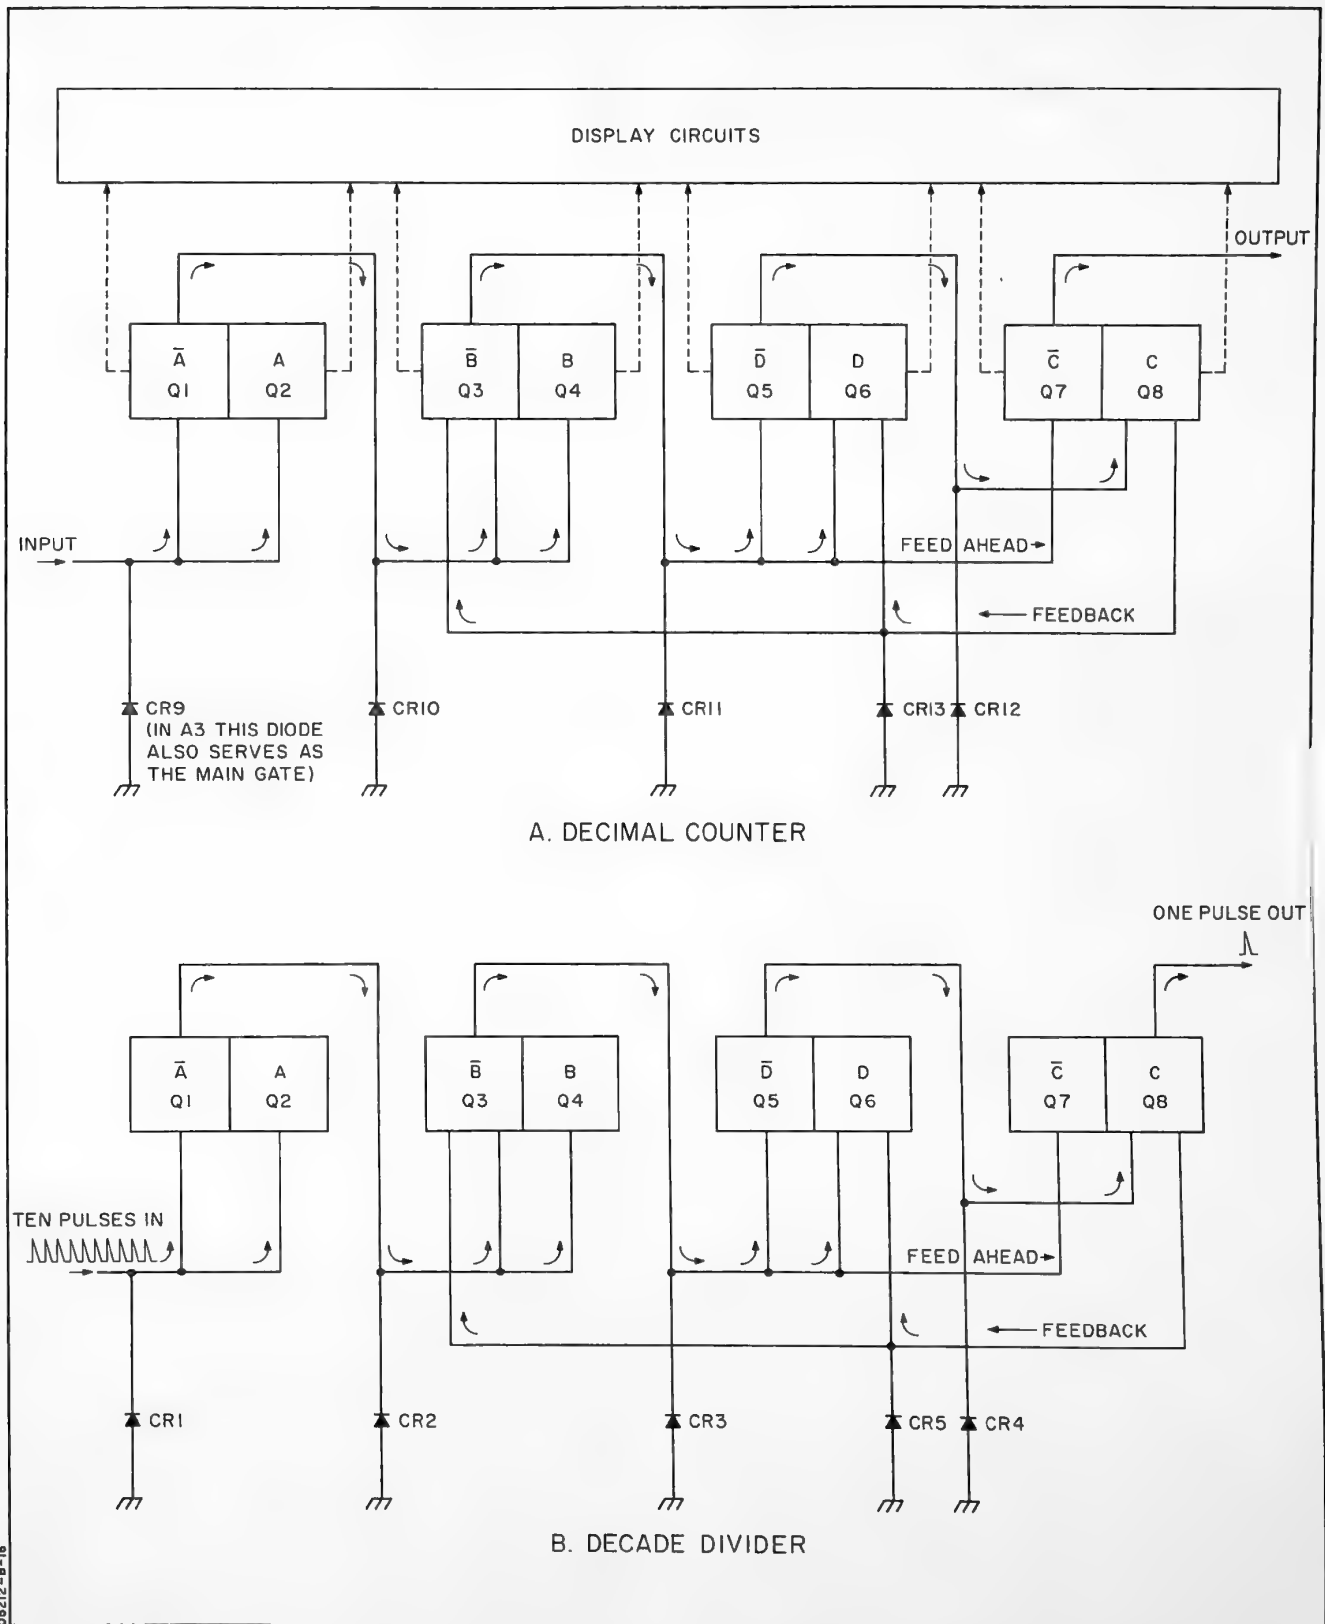 DISPLAY CIRCUITS
OUTPUT
A̅ A B̅ B D̅ D C̅ C
Q1 Q2 Q3 Q4 Q5 Q6 Q7 Q8
INPUT
FEED AHEAD
FEEDBACK
CR9
(IN A3 THIS DIODE
ALSO SERVES AS
THE MAIN GATE)
CR10
CR11
CR13
CR12
A. DECIMAL COUNTER
ONE PULSE OUT
A̅ A B̅ B D̅ D C̅ C
Q1 Q2 Q3 Q4 Q5 Q6 Q7 Q8
TEN PULSES IN
FEED AHEAD
FEEDBACK
CR1
CR2
CR3
CR5
CR4
B. DECADE DIVIDER